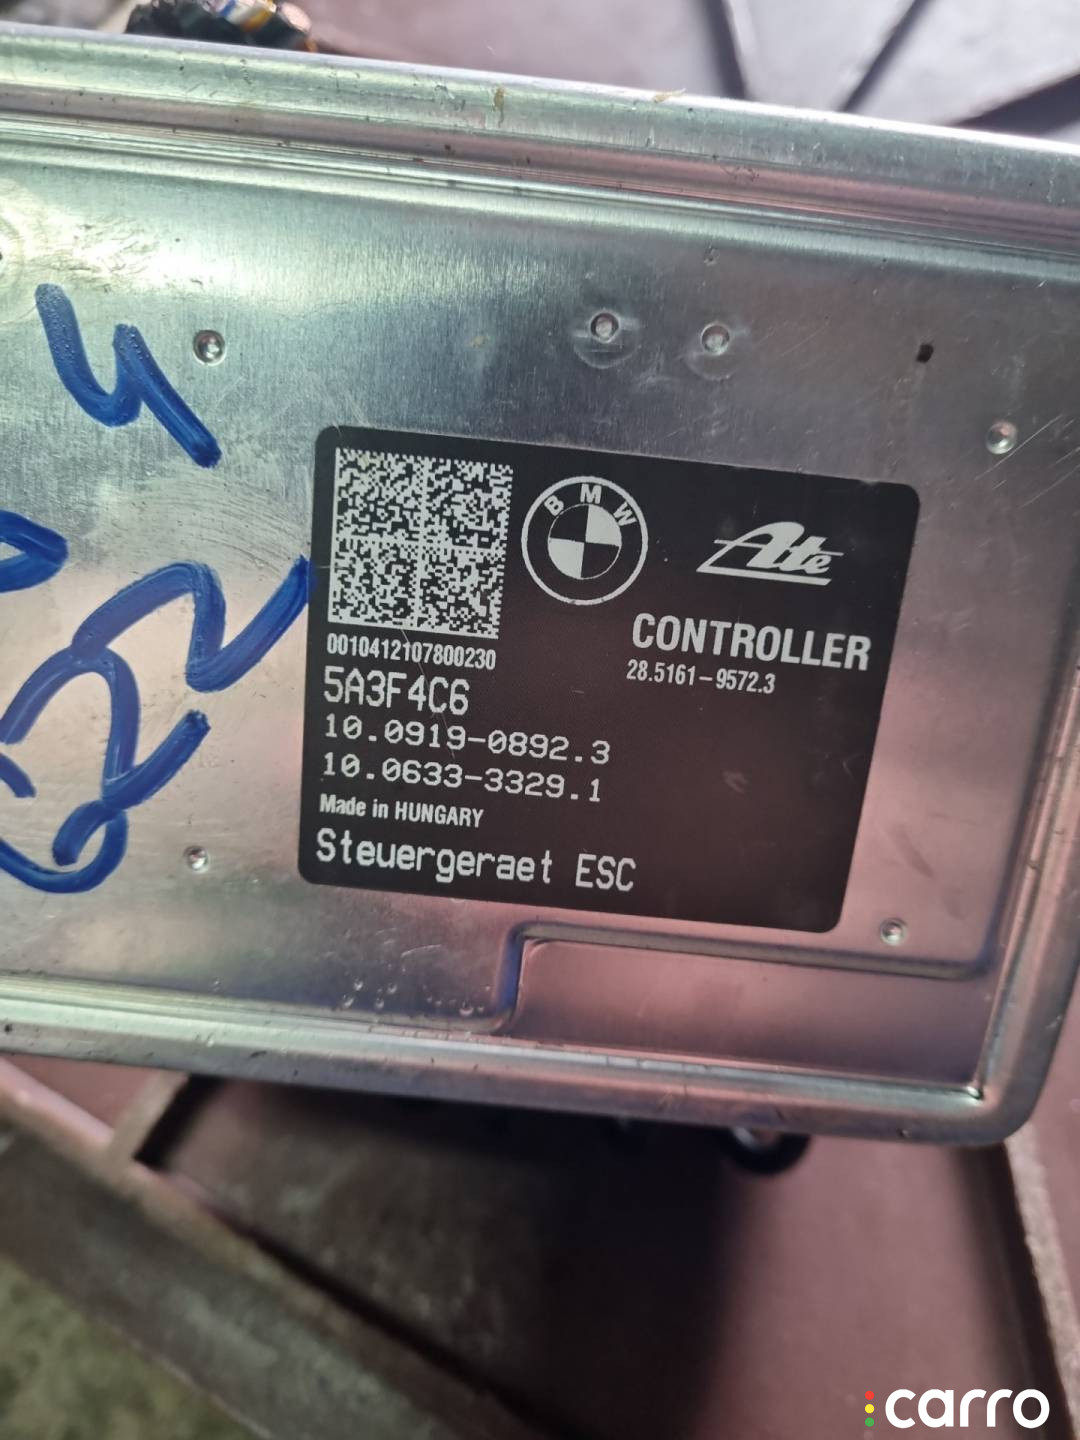 BMW
Ate
CONTROLLER
28.5161-9572.3
0010412107800230
5A3F4C6
10.0919-0892.3
10.0633-3329.1
Made in HUNGARY
Steuergeraet ESC
carro